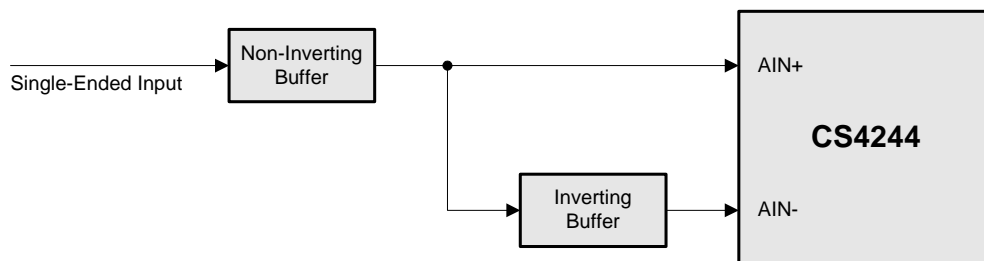 Non-Inverting
Buffer
Single-Ended Input
AIN+
CS4244
Inverting
Buffer
AIN-